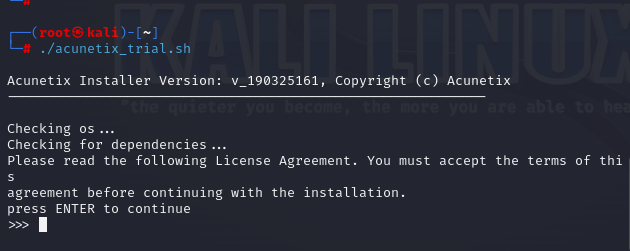 KALI LINUX
"the quieter you become, the more you are able to hea
┌──(root㉿kali)-[~]
└─# ./acunetix_trial.sh
Acunetix Installer Version: v_190325161, Copyright (c) Acunetix
-------------------------------------------------------------
Checking os...
Checking for dependencies...
Please read the following License Agreement. You must accept the terms of thi
s
agreement before continuing with the installation.
press ENTER to continue
>>>